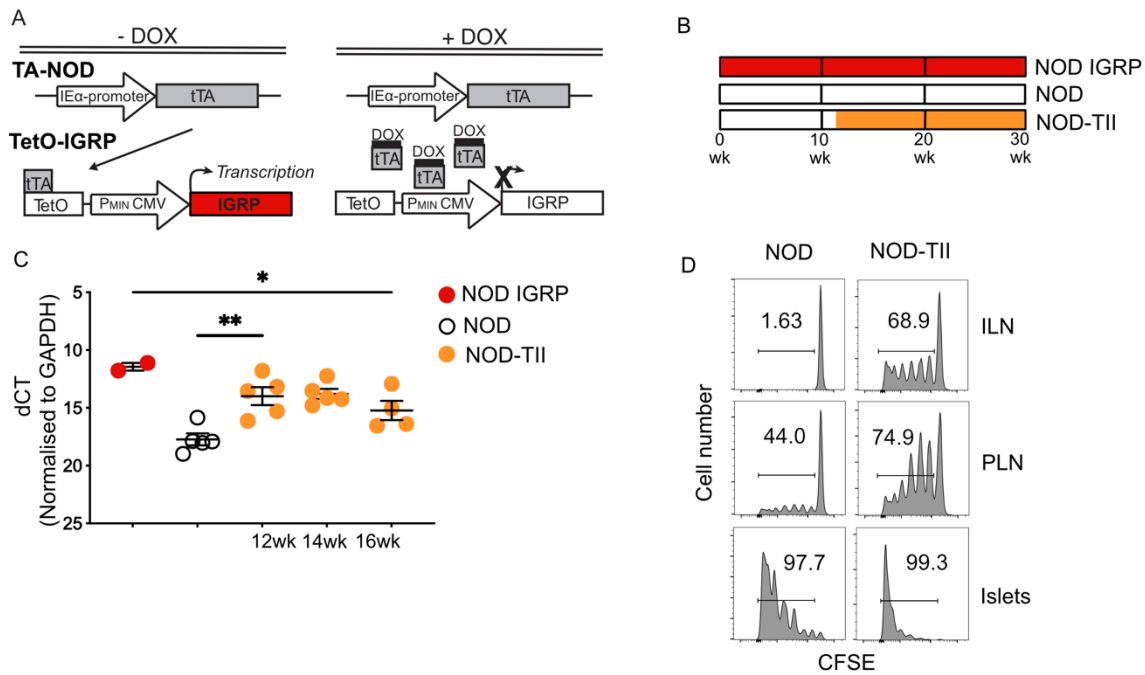 A
- DOX
+ DOX
TA-NOD
IEα-promoter
tTA
IEα-promoter
tTA
TetO-IGRP
DOX
tTA
DOX
tTA
DOX
tTA
tTA
TetO
PMIN CMV
Transcription
IGRP
TetO
PMIN CMV
X
IGRP
B
NOD IGRP
NOD
NOD-TII
0 wk
10 wk
20 wk
30 wk
C
dCT
(Normalised to GAPDH)
5
10
15
20
25
*
**
12wk 14wk 16wk
NOD IGRP
NOD
NOD-TII
D
NOD NOD-TII
1.63 68.9 ILN
44.0 74.9 PLN
97.7 99.3 Islets
Cell number
CFSE